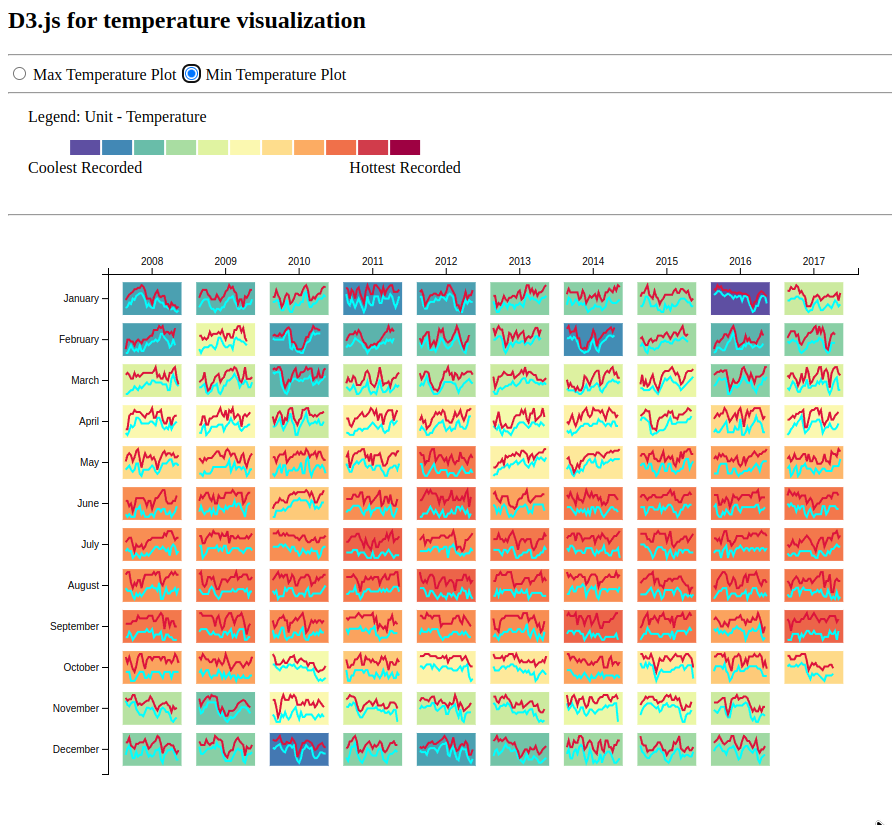 D3.js for temperature visualization
Max Temperature Plot Min Temperature Plot
Legend: Unit - Temperature
Coolest Recorded Hottest Recorded
2008 2009 2010 2011 2012 2013 2014 2015 2016 2017
January
February
March
April
May
June
July
August
September
October
November
December